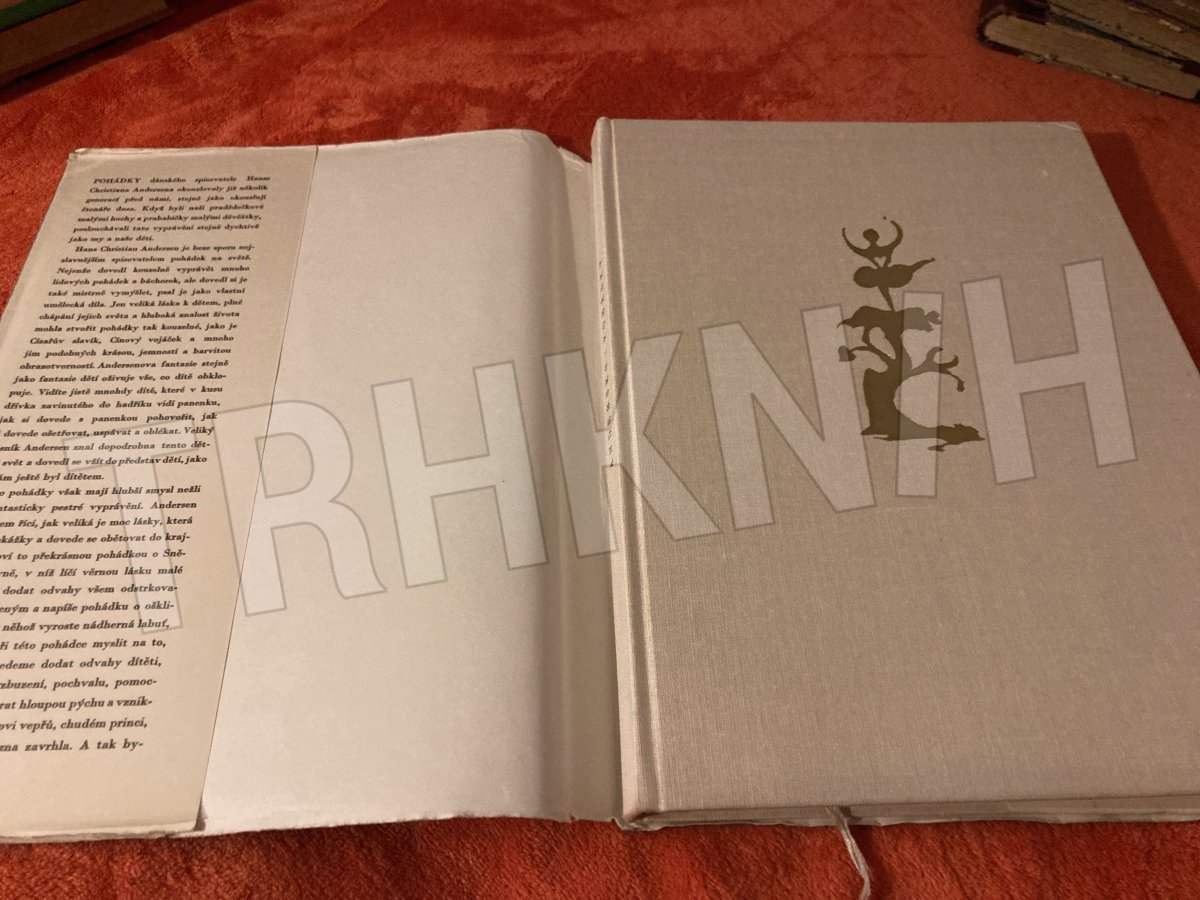 POHÁDKY dánského spisovatele Hanse
Christiana Andersena okouzlovaly již několik
generací před námi, stejně jako okouzlují
čtenáře dnes. Když byli naši pradědečkové
malými hochy a prababičky malými děvčátky,
poslouchávali tato vyprávění stejně dychtivě
jako my a naše děti.
Hans Christian Andersen je beze sporu nej-
slavnějším spisovatelem pohádek na světě.
Nejenže dovedl kouzelně vyprávět mnoho
lidových pohádek a báchorek, ale dovedl si je
také mistrně vymýšlet, psal je jako vlastní
umělecká díla. Jen veliká láska k dětem, plné
chápání jejich světa a hluboká znalost života
mohla stvořit pohádky tak kouzelné, jako je
Císařův slavík, Cínový vojáček a mnoho
jim podobných krásou, jemností a barvitou
obrazotvorností. Andersenova fantazie stejně
jako fantazie dětí oživuje vše, co dítě obklo-
puje. Vidíte jistě mnohdy dítě, které v kusu
dřívka zavinutého do hadříku vidí panenku,
jak si dovede s panenkou pohovořit, jak
dovede ošetřovat, uspávat a oblékat. Veliký
Andersen znal dopodrobna tento dět-
svět a dovedl se vžít do představ dětí, jako
ještě byl dítětem.
pohádky však mají hlubší smysl nežli
pestré vyprávění. Andersen
říci, jak veliká je moc lásky, která
a dovede se obětovat do kraj-
to překrásnou pohádkou o Sně-
v níž líčí věrnou lásku malé
dodat odvahy všem odstrkova-
a napíše pohádku o oškli-
něhož vyroste nádherná labuť,
této pohádce myslit na to,
dodat odvahy dítěti,
pochvalu, pomoc-
hloupou pýchu a vznik-
vepřů, chudém princi,
zavrhla. A tak by-
TRHKNIH